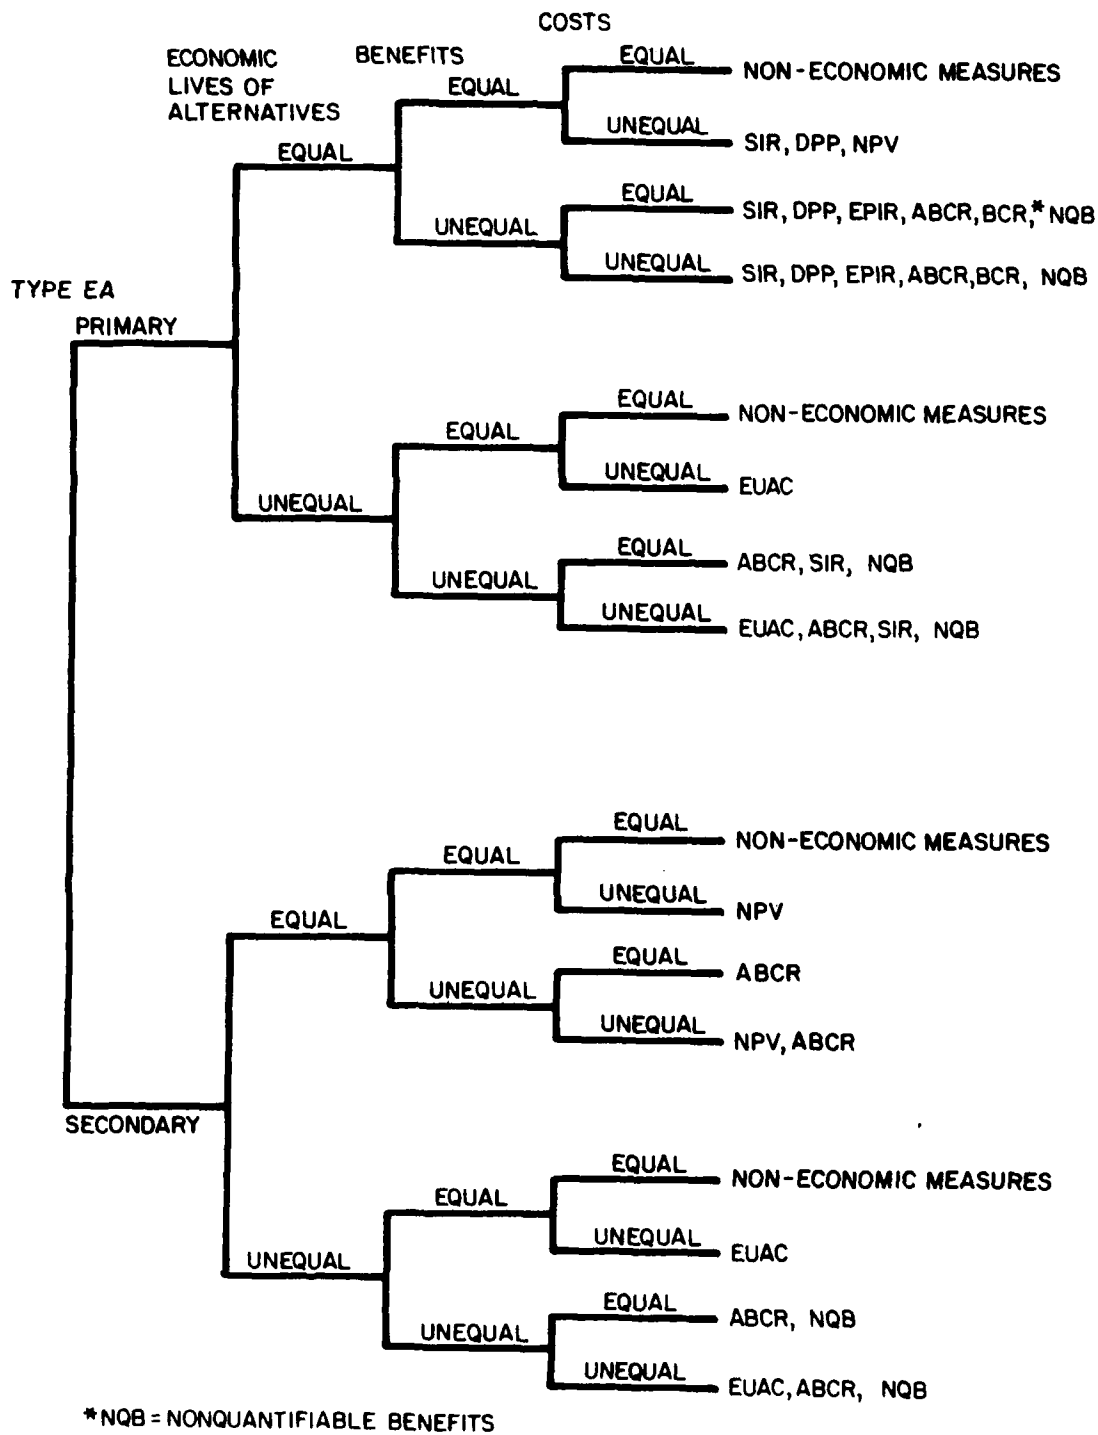 COSTS
ECONOMIC
LIVES OF
ALTERNATIVES
BENEFITS
EQUAL
NON-ECONOMIC MEASURES
EQUAL
UNEQUAL
SIR, DPP, NPV
EQUAL
EQUAL
SIR, DPP, EPIR, ABCR, BCR,* NQB
UNEQUAL
UNEQUAL
SIR, DPP, EPIR, ABCR, BCR, NQB
TYPE EA
PRIMARY
EQUAL
NON-ECONOMIC MEASURES
EQUAL
UNEQUAL
EUAC
UNEQUAL
EQUAL
ABCR, SIR, NQB
UNEQUAL
UNEQUAL
EUAC, ABCR, SIR, NQB
EQUAL
NON-ECONOMIC MEASURES
EQUAL
UNEQUAL
NPV
EQUAL
EQUAL
ABCR
UNEQUAL
UNEQUAL
NPV, ABCR
SECONDARY
EQUAL
NON-ECONOMIC MEASURES
EQUAL
UNEQUAL
EUAC
UNEQUAL
EQUAL
ABCR, NQB
UNEQUAL
UNEQUAL
EUAC, ABCR, NQB
*NQB = NONQUANTIFIABLE BENEFITS